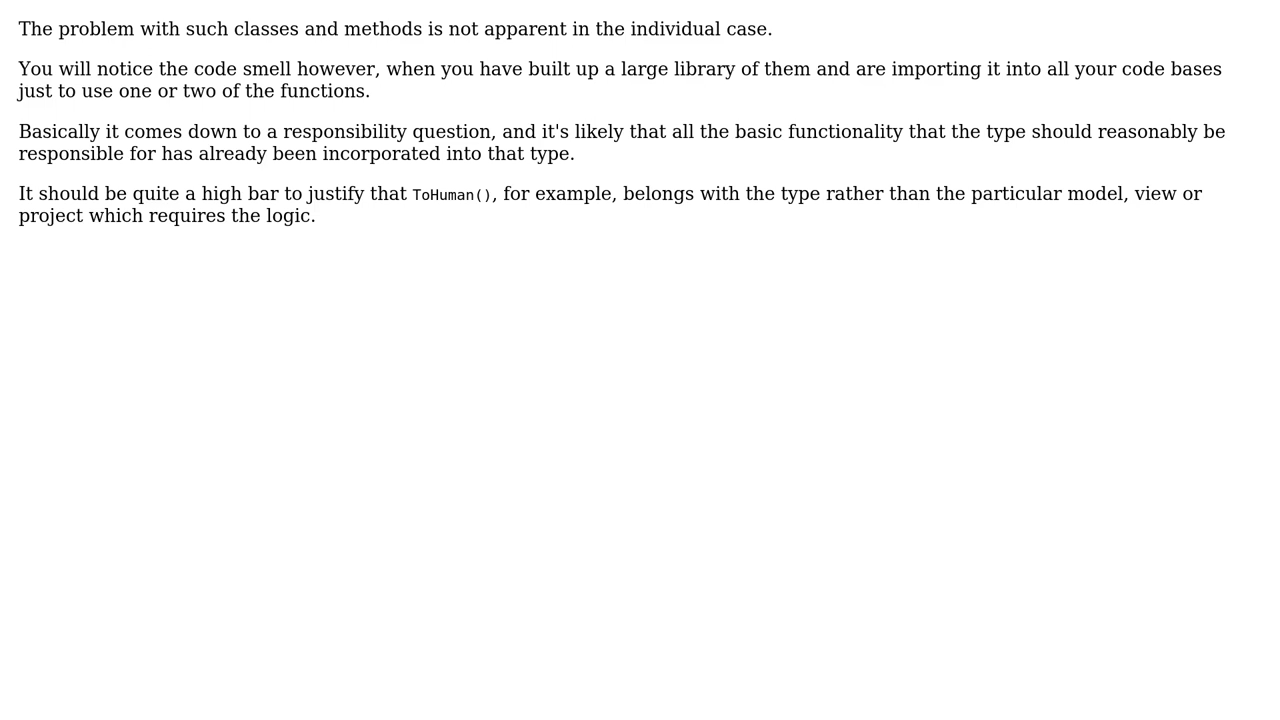 The problem with such classes and methods is not apparent in the individual case.
You will notice the code smell however, when you have built up a large library of them and are importing it into all your code bases
just to use one or two of the functions.
Basically it comes down to a responsibility question, and it's likely that all the basic functionality that the type should reasonably be
responsible for has already been incorporated into that type.
It should be quite a high bar to justify that ToHuman(), for example, belongs with the type rather than the particular model, view or
project which requires the logic.